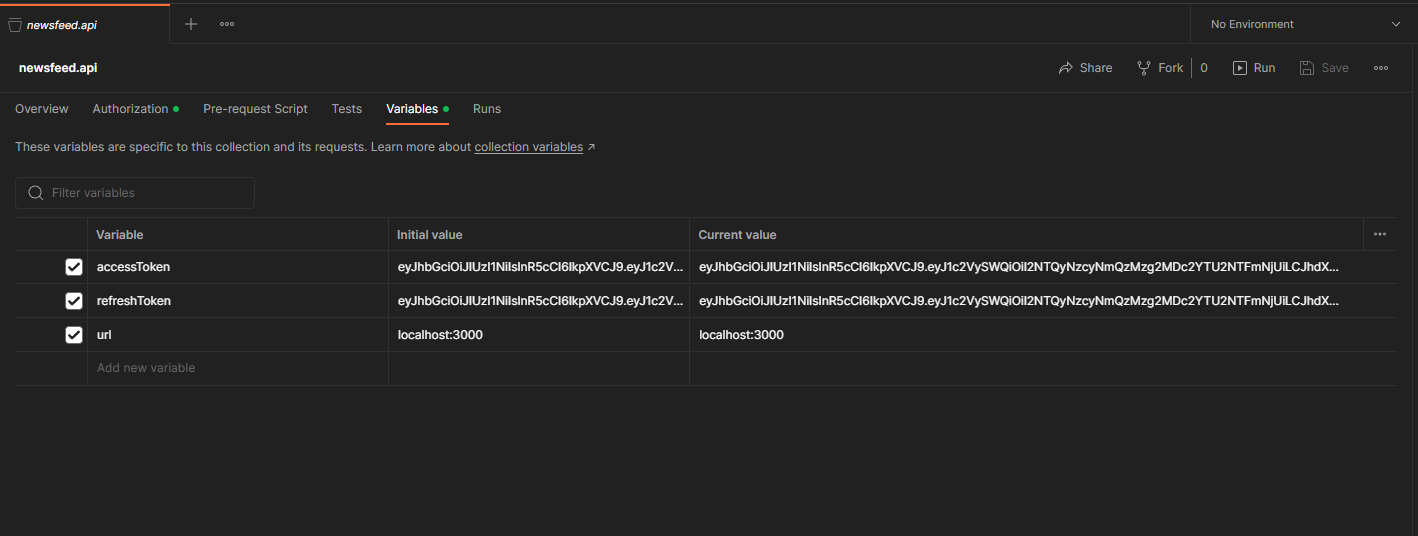 newsfeed.api
No Environment
newsfeed.api
Share Fork 0 Run Save
Overview Authorization Pre-request Script Tests Variables Runs
These variables are specific to this collection and its requests. Learn more about collection variables ↗
Filter variables
Variable Initial value Current value
accessToken eyJhbGciOiJIUzI1NiIsInR5cCI6IkpXVCJ9.eyJ1c2V... eyJhbGciOiJIUzI1NiIsInR5cCI6IkpXVCJ9.eyJ1c2VySWQiOiI2NTQyNzcyNmQzMzg2MDc2YTU2NTFmNjUiLCJhdX...
refreshToken eyJhbGciOiJIUzI1NiIsInR5cCI6IkpXVCJ9.eyJ1c2V... eyJhbGciOiJIUzI1NiIsInR5cCI6IkpXVCJ9.eyJ1c2VySWQiOiI2NTQyNzcyNmQzMzg2MDc2YTU2NTFmNjUiLCJhdX...
url localhost:3000 localhost:3000
Add new variable